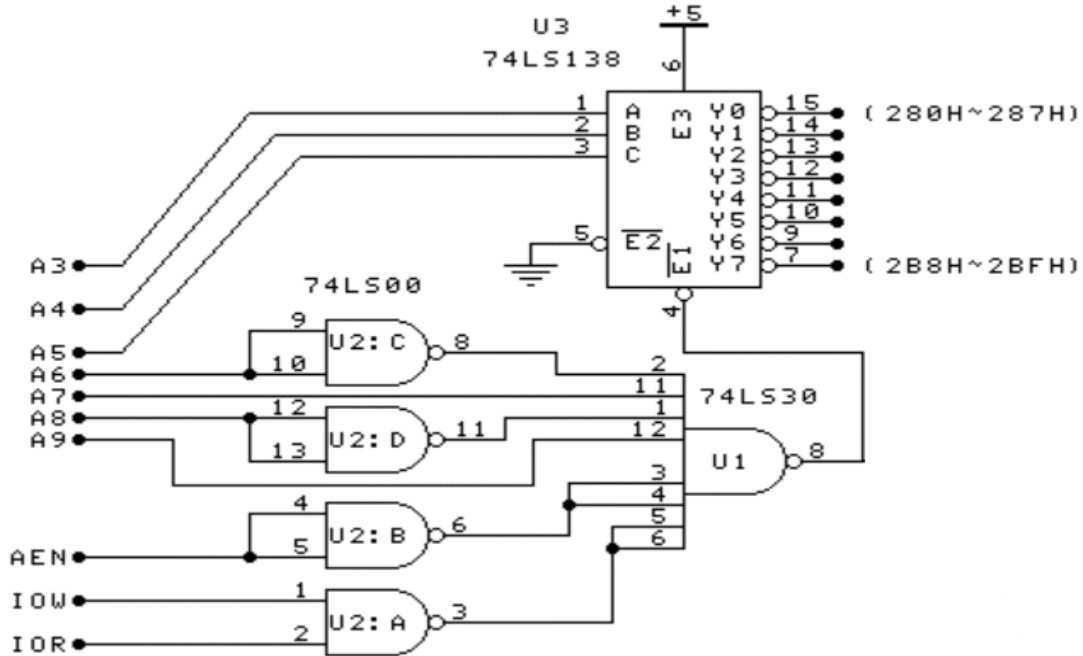 +5
U3
74LS138
6
1 A E3 Y0 15 (280H~287H)
2 B Y1 14
3 C Y2 13
Y3 12
Y4 11
Y5 10
5 E2 E1 Y6 9
Y7 7 (2B8H~2BFH)
4
A3
A4
A5
A6
A7
A8
A9
74LS00
9 U2:C 8
10
2
11
74LS30
12 U2:D 11
13
1
12
U1 8
3
4
5
6
AEN
4 U2:B 6
5
IOW
IOR
1 U2:A 3
2